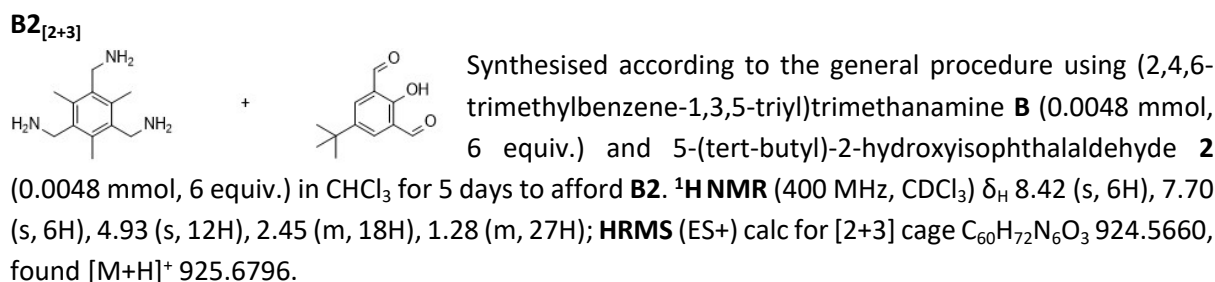 B2[2+3]
NH2
H2N
NH2
+
O
OH
O
Synthesised according to the general procedure using (2,4,6-
trimethylbenzene-1,3,5-triyl)trimethanamine B (0.0048 mmol,
6 equiv.) and 5-(tert-butyl)-2-hydroxyisophthalaldehyde 2
(0.0048 mmol, 6 equiv.) in CHCl3 for 5 days to afford B2. ¹H NMR (400 MHz, CDCl3) δH 8.42 (s, 6H), 7.70
(s, 6H), 4.93 (s, 12H), 2.45 (m, 18H), 1.28 (m, 27H); HRMS (ES+) calc for [2+3] cage C60H72N6O3 924.5660,
found [M+H]⁺ 925.6796.